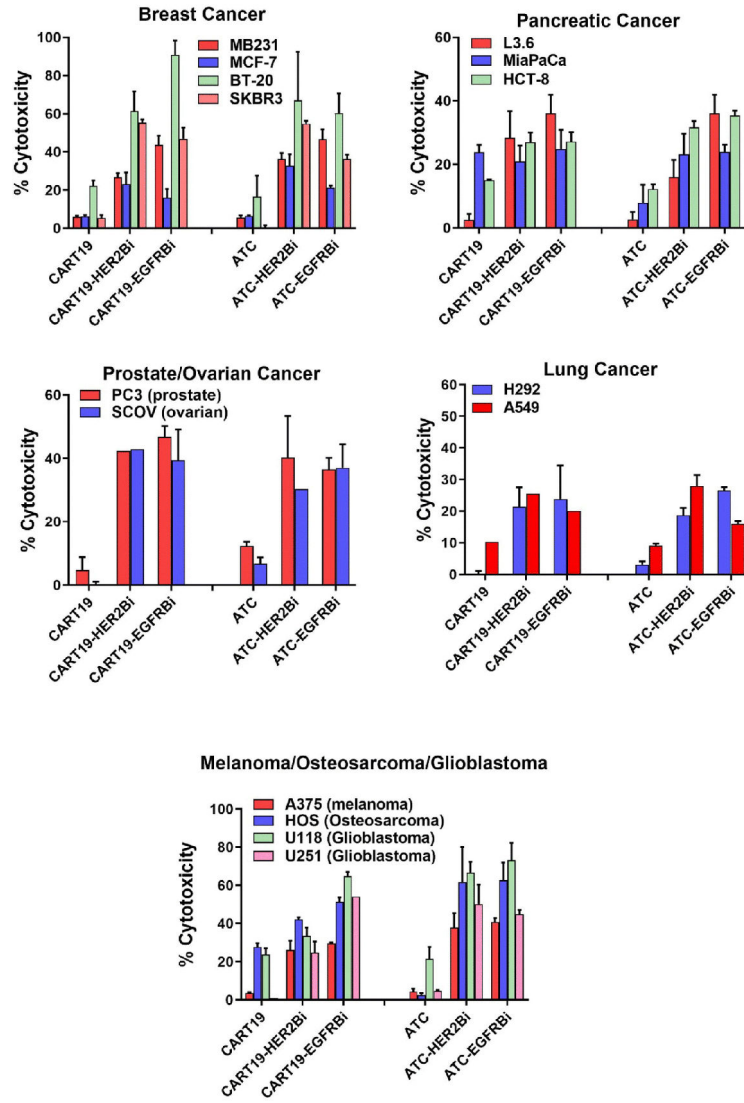 Breast Cancer
% Cytotoxicity
100
80
60
40
20
0
MB231
MCF-7
BT-20
SKBR3
CART19
CART19-HER2Bi
CART19-EGFRBi
ATC
ATC-HER2Bi
ATC-EGFRBi
Pancreatic Cancer
% Cytotoxicity
60
40
20
0
L3.6
MiaPaCa
HCT-8
CART19
CART19-HER2Bi
CART19-EGFRBi
ATC
ATC-HER2Bi
ATC-EGFRBi
Prostate/Ovarian Cancer
% Cytotoxicity
60
40
20
0
PC3 (prostate)
SCOV (ovarian)
CART19
CART19-HER2Bi
CART19-EGFRBi
ATC
ATC-HER2Bi
ATC-EGFRBi
Lung Cancer
% Cytotoxicity
60
50
40
30
20
10
0
H292
A549
CART19
CART19-HER2Bi
CART19-EGFRBi
ATC
ATC-HER2Bi
ATC-EGFRBi
Melanoma/Osteosarcoma/Glioblastoma
% Cytotoxicity
100
80
60
40
20
0
A375 (melanoma)
HOS (Osteosarcoma)
U118 (Glioblastoma)
U251 (Glioblastoma)
CART19
CART19-HER2Bi
CART19-EGFRBi
ATC
ATC-HER2Bi
ATC-EGFRBi